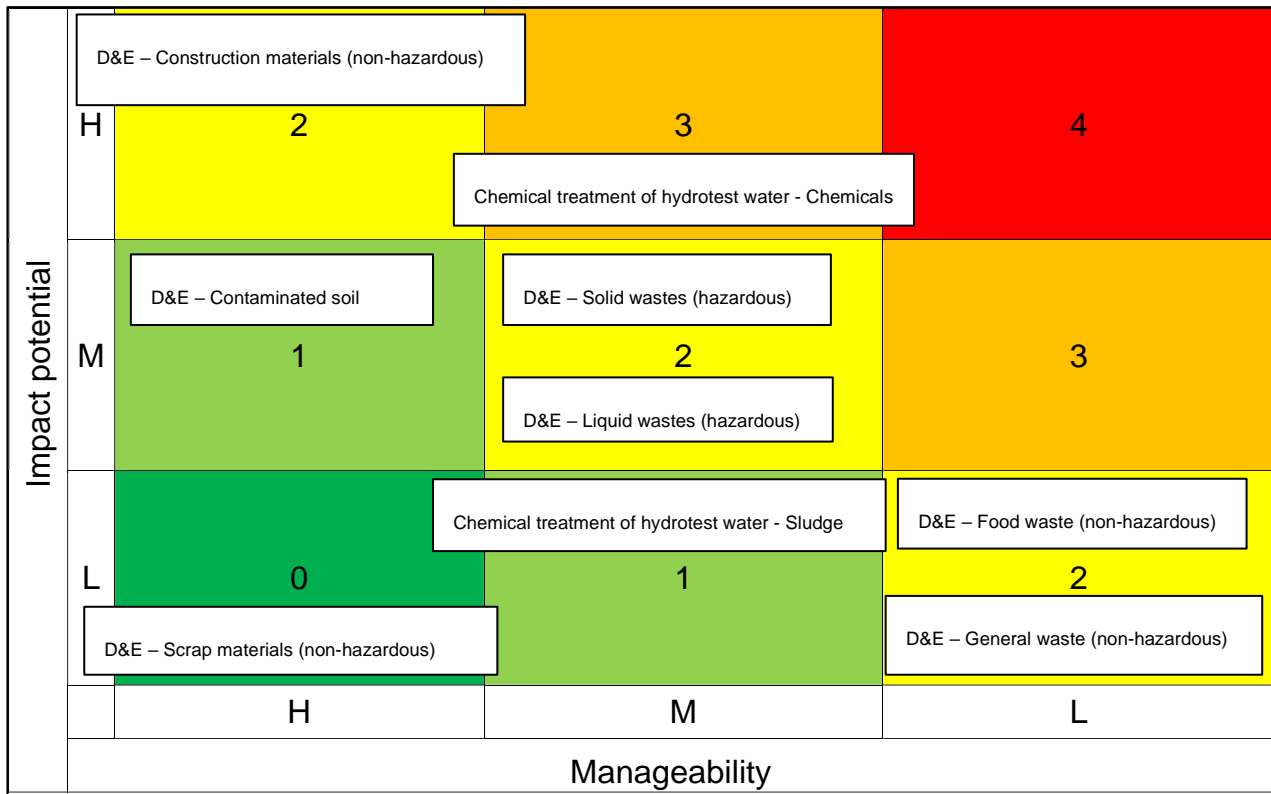 D&E – Construction materials (non-hazardous)
H
2
3
4
Chemical treatment of hydrotest water - Chemicals
Impact potential
D&E – Contaminated soil
D&E – Solid wastes (hazardous)
M
1
2
3
D&E – Liquid wastes (hazardous)
Chemical treatment of hydrotest water - Sludge
D&E – Food waste (non-hazardous)
L
0
1
2
D&E – Scrap materials (non-hazardous)
D&E – General waste (non-hazardous)
H
M
L
Manageability